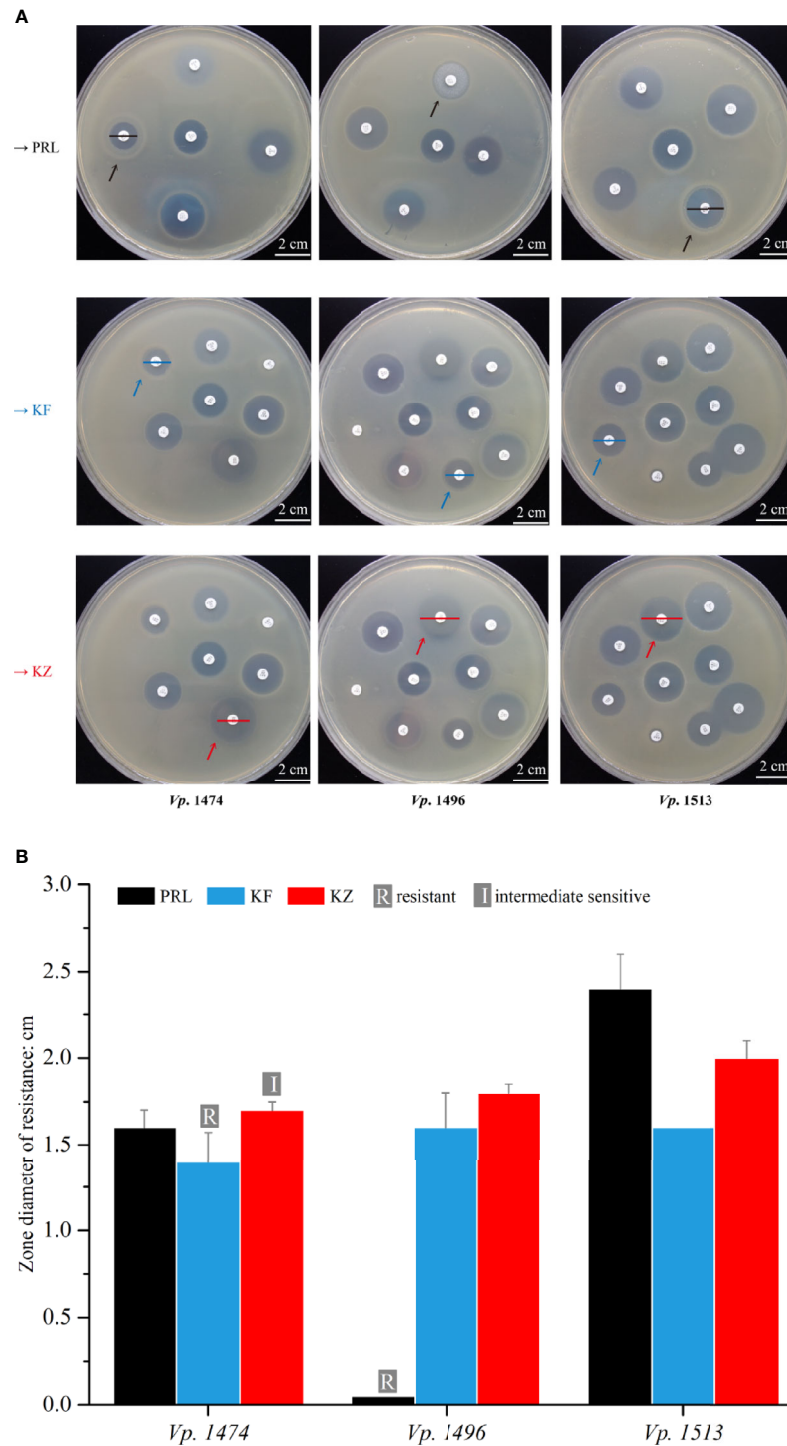 A
→ PRL
2 cm 2 cm 2 cm
→ KF
2 cm 2 cm 2 cm
→ KZ
2 cm 2 cm 2 cm
Vp. 1474 Vp. 1496 Vp. 1513
B
3.0
PRL KF KZ R resistant I intermediate sensitive
2.5
2.0
1.5
1.0
0.5
0.0
Zone diameter of resistance: cm
R I
R
Vp. 1474 Vp. 1496 Vp. 1513